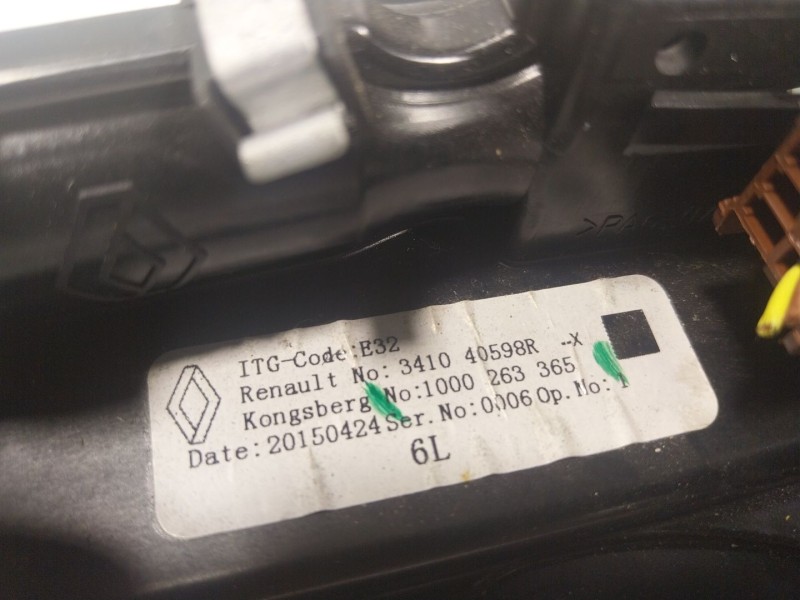 ITG-Code:E32
Renault No: 3410 40598R --X
Kongsberg No:1000 263 365
Date:20150424 Ser.No:0006 Op.No:
6L